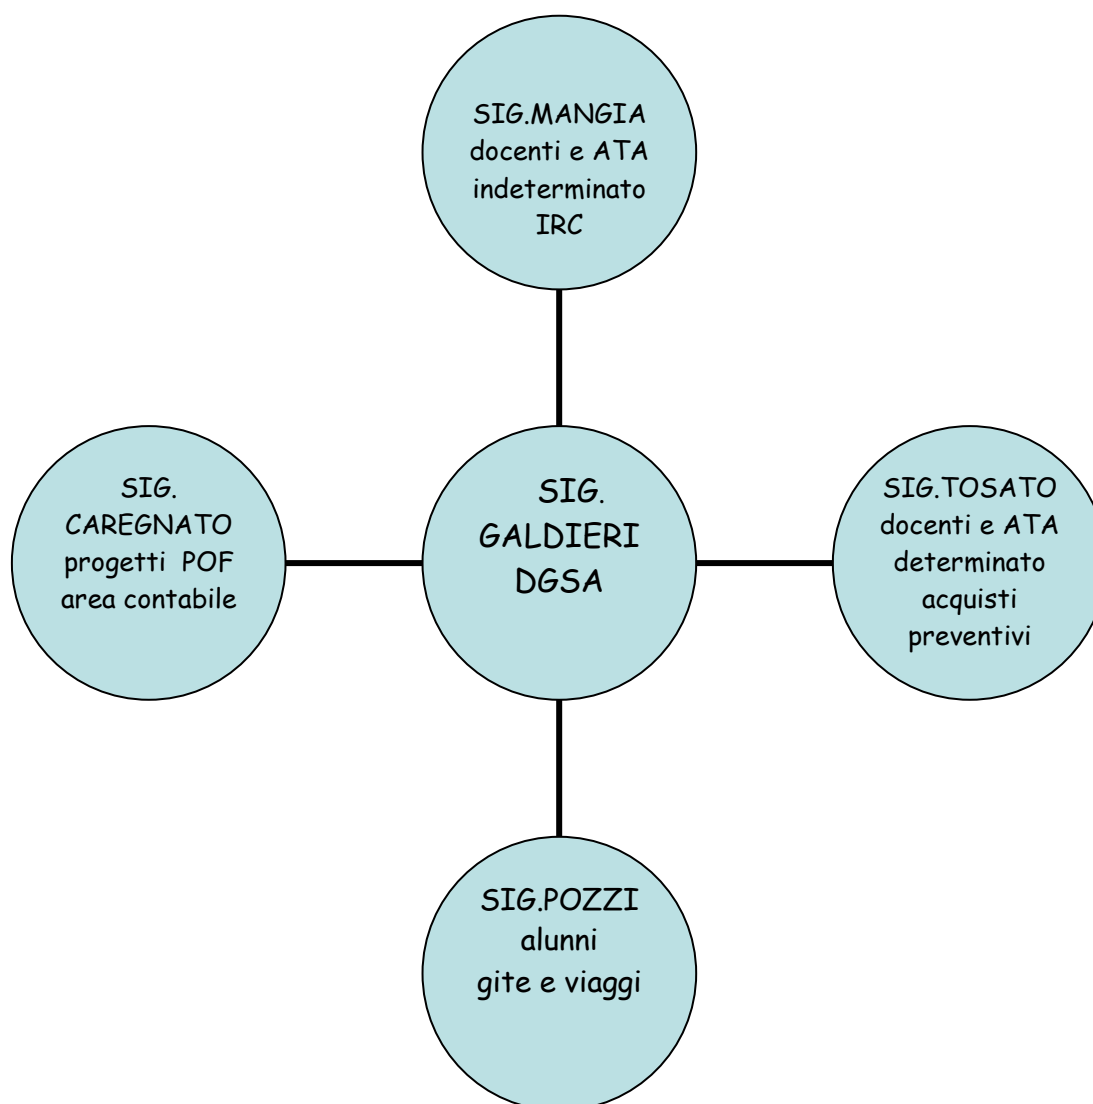 SIG.MANGIA
docenti e ATA
indeterminato
IRC
SIG.
CAREGNATO
progetti POF
area contabile
SIG.
GALDIERI
DGSA
SIG.TOSATO
docenti e ATA
determinato
acquisti
preventivi
SIG.POZZI
alunni
gite e viaggi